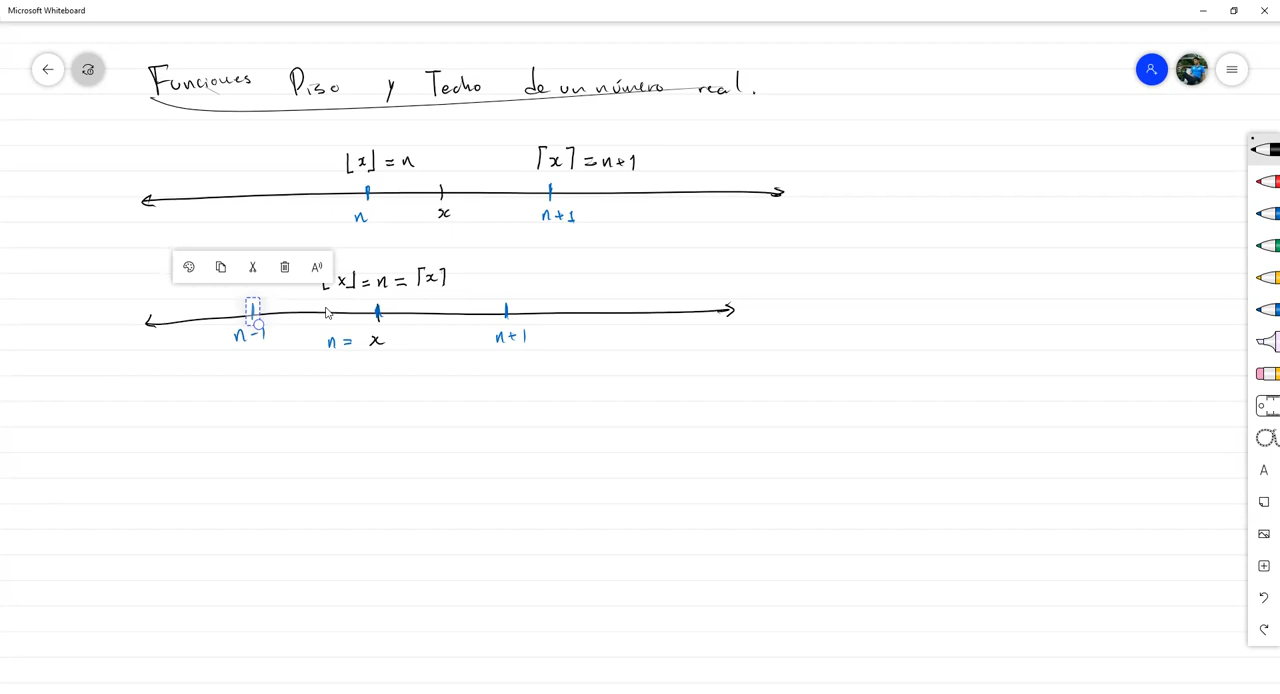 Microsoft Whiteboard
Funciones Piso y Techo de un número real.
⌊x⌋ = n ⌈x⌉ = n+1
n x n+1
⌊x⌋ = n = ⌈x⌉
n-1 n = x n+1
A